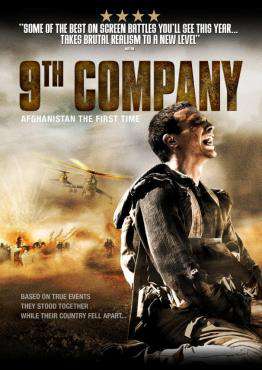 "SOME OF THE BEST ON SCREEN BATTLES YOU'LL SEE THIS YEAR...
TAKES BRUTAL REALISM TO A NEW LEVEL"
9TH COMPANY
AFGHANISTAN THE FIRST TIME
BASED ON TRUE EVENTS
THEY STOOD TOGETHER
WHILE THEIR COUNTRY FELL APART...